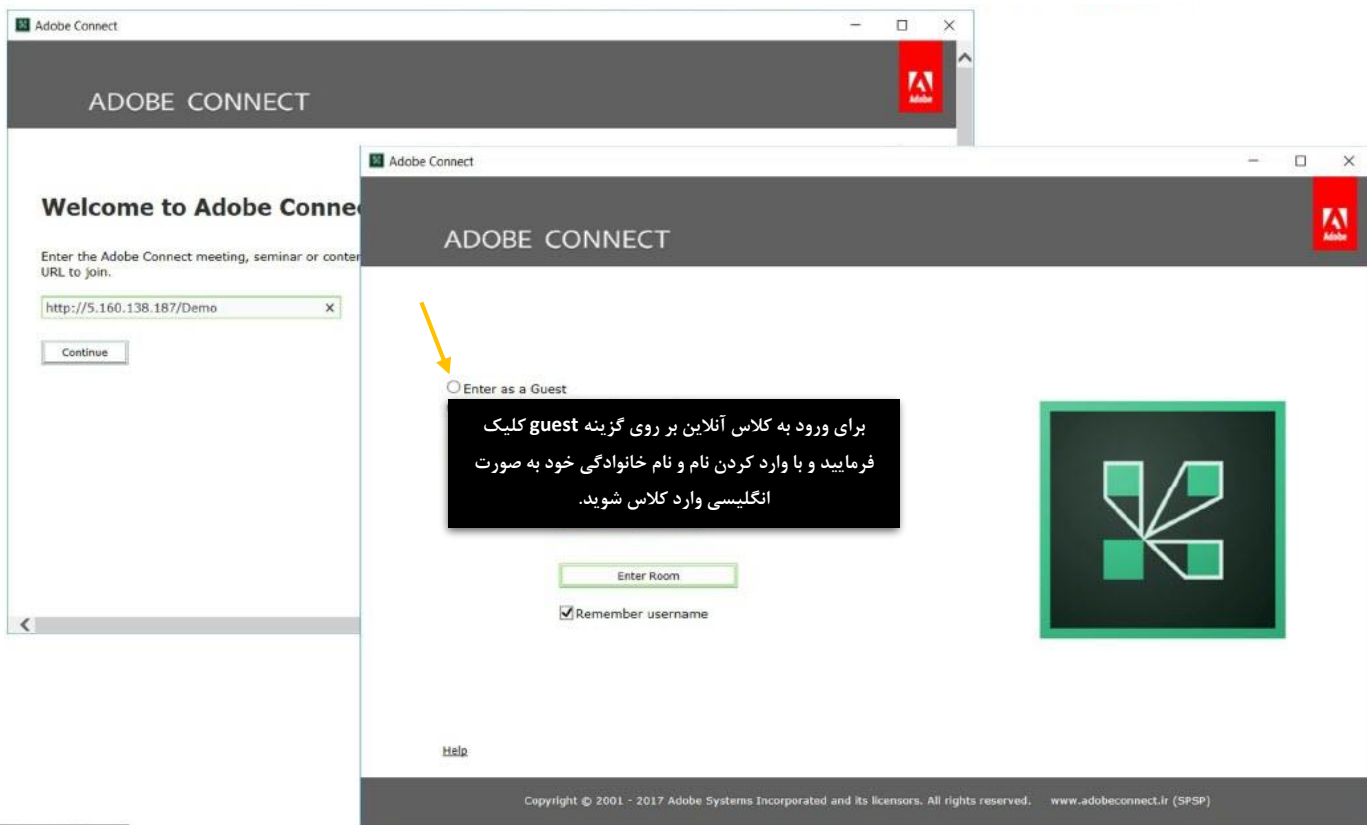 Adobe Connect
ADOBE CONNECT
Adobe
Welcome to Adobe Conne
Enter the Adobe Connect meeting, seminar or conten
URL to join.
http://5.160.138.187/Demo
Continue
Adobe Connect
ADOBE CONNECT
Adobe
Enter as a Guest
برای ورود به کلاس آنلاین بر روی گزینه guest کلیک
فرمایید و با وارد کردن نام و نام خانوادگی خود به صورت
انگلیسی وارد کلاس شوید.
Enter Room
Remember username
Help
Copyright © 2001 - 2017 Adobe Systems Incorporated and its licensors. All rights reserved. www.adobeconnect.ir (SPSP)